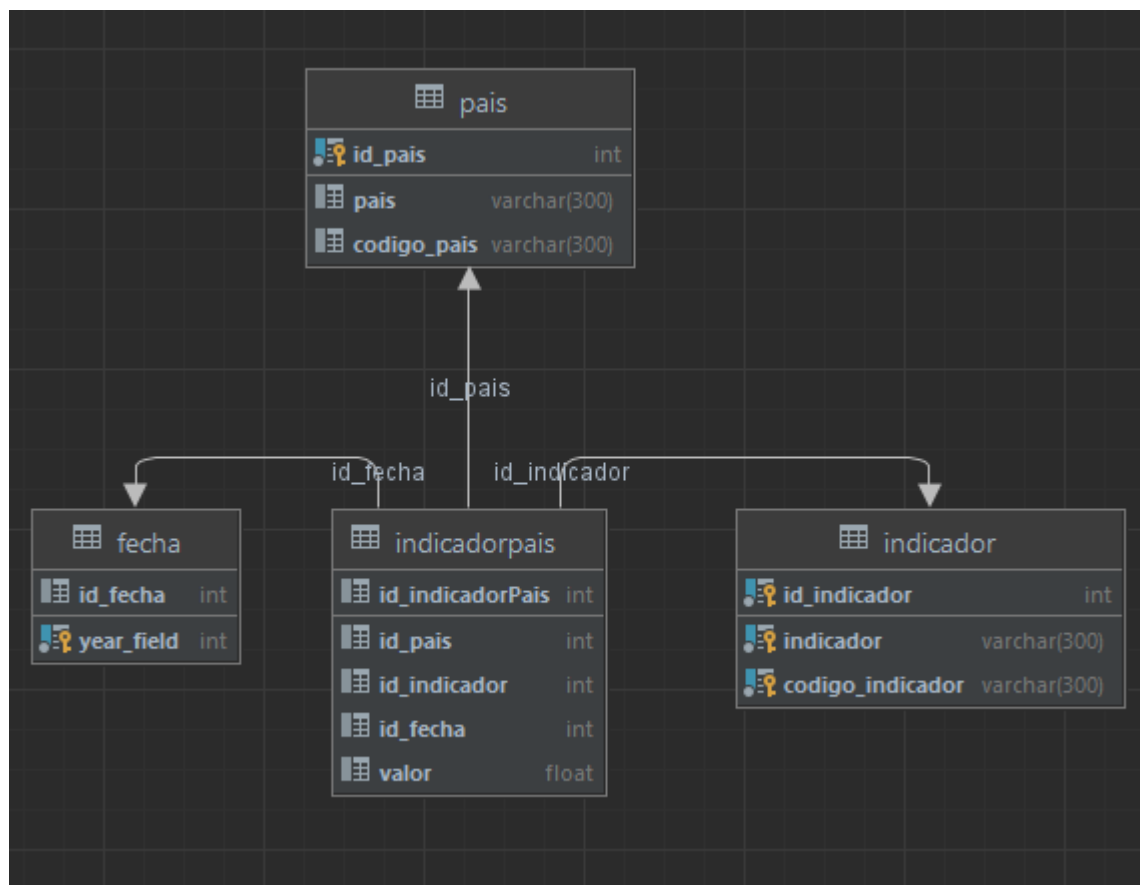 pais
id_pais int
pais varchar(300)
codigo_pais varchar(300)
id_pais
id_fecha
id_indicador
fecha
id_fecha int
year_field int
indicadorpais
id_indicadorPais int
id_pais int
id_indicador int
id_fecha int
valor float
indicador
id_indicador int
indicador varchar(300)
codigo_indicador varchar(300)